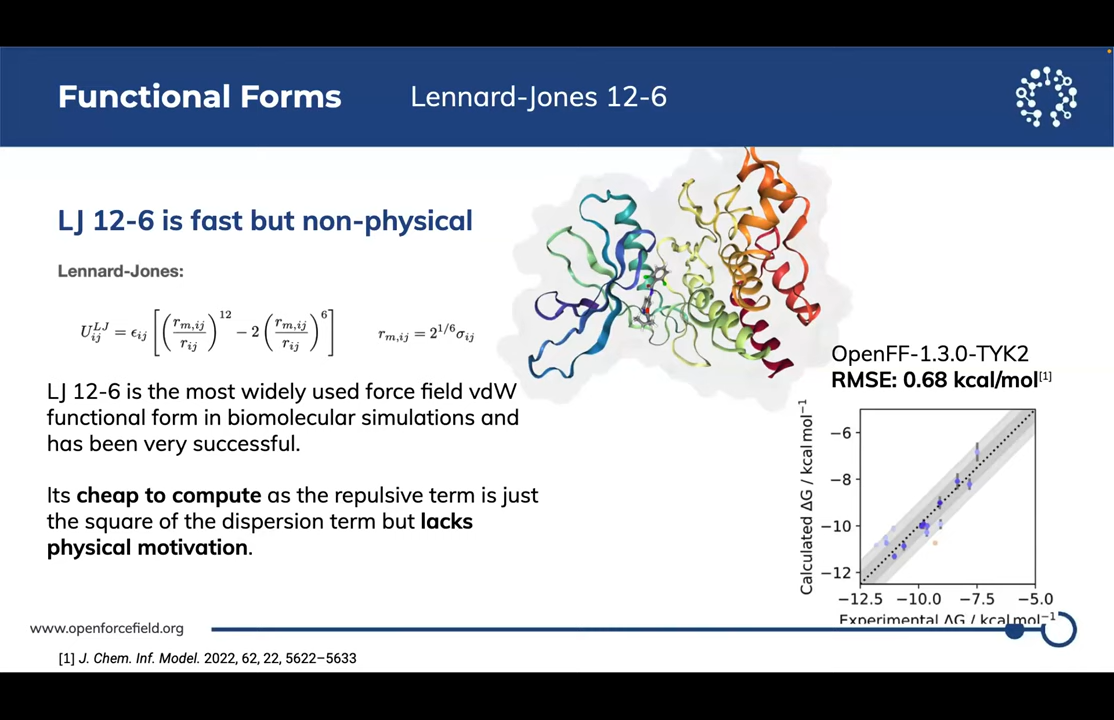 Functional Forms
Lennard-Jones 12-6
LJ 12-6 is fast but non-physical
Lennard-Jones:
U_{ij}^{LJ} = ϵ_{ij} [ ( r_{m,ij} / r_{ij} )^{12} − 2 ( r_{m,ij} / r_{ij} )^{6} ]
r_{m,ij} = 2^{1/6}σ_{ij}
LJ 12-6 is the most widely used force field vdW
functional form in biomolecular simulations and
has been very successful.
Its cheap to compute as the repulsive term is just
the square of the dispersion term but lacks
physical motivation.
OpenFF-1.3.0-TYK2
RMSE: 0.68 kcal/mol[1]
Calculated ΔG / kcal mol−1
−6
−8
−10
−12
−12.5 −10.0 −7.5 −5.0
Experimental ΔG / kcal mol−1
www.openforcefield.org
[1] J. Chem. Inf. Model. 2022, 62, 22, 5622–5633